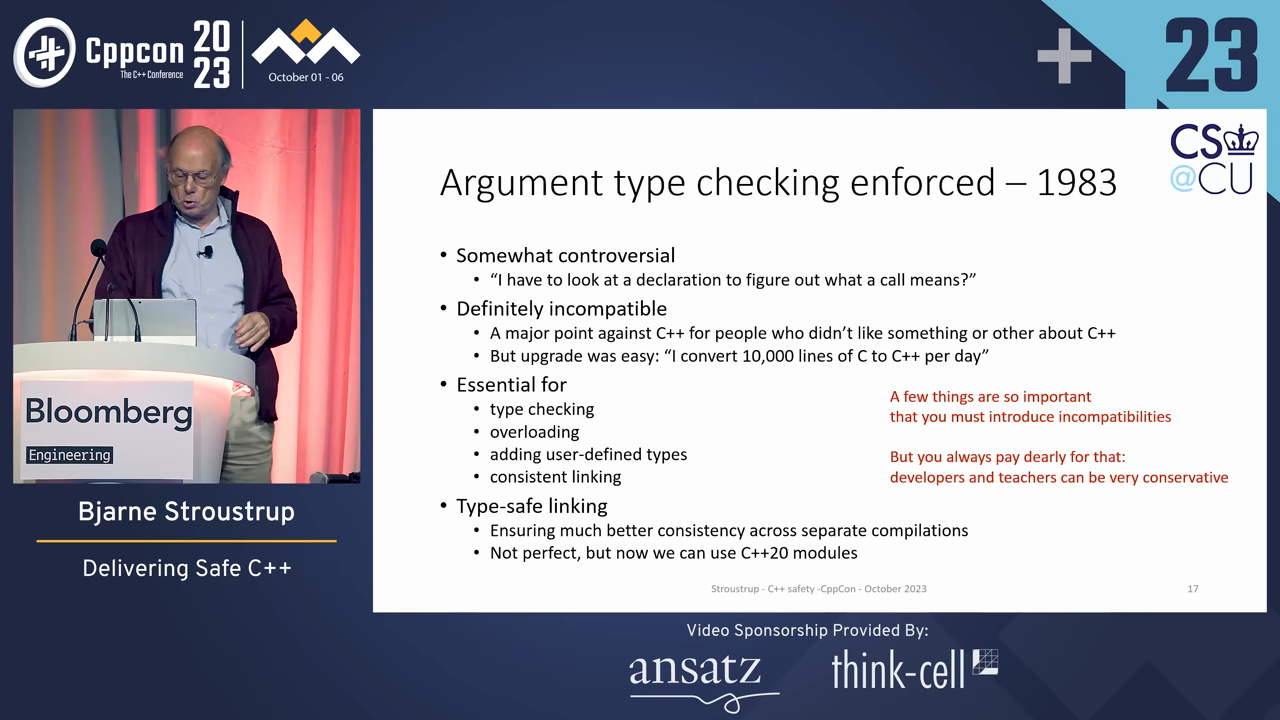 Cppcon
The C++ Conference
20
23
October 01 - 06
23
CS
@CU
Argument type checking enforced – 1983
• Somewhat controversial
• “I have to look at a declaration to figure out what a call means?”
• Definitely incompatible
• A major point against C++ for people who didn’t like something or other about C++
• But upgrade was easy: “I convert 10,000 lines of C to C++ per day”
• Essential for
• type checking
• overloading
• adding user-defined types
• consistent linking
A few things are so important
that you must introduce incompatibilities
But you always pay dearly for that:
developers and teachers can be very conservative
• Type-safe linking
• Ensuring much better consistency across separate compilations
• Not perfect, but now we can use C++20 modules
Stroustrup - C++ safety -CppCon - October 2023
17
Bloomberg
Engineering
Bjarne Stroustrup
Delivering Safe C++
Video Sponsorship Provided By:
ansatz
think-cell